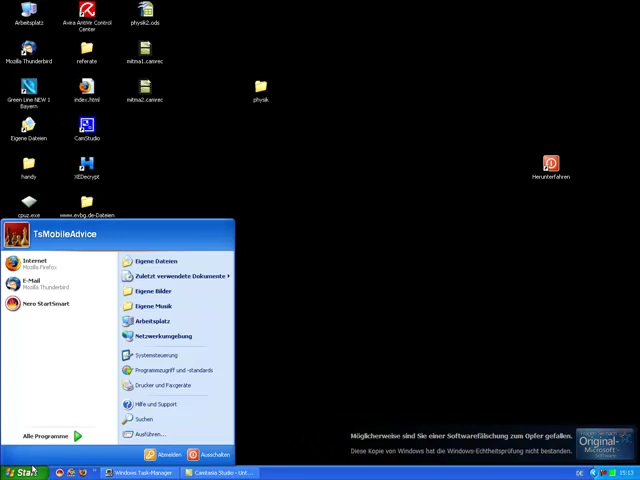 Arbeitsplatz
Avira AntiVir Control
Center
physik2.ods
Mozilla Thunderbird
referate
mitma1.camrec
Green Line NEW 1
Bayern
index.html
mitma2.camrec
physik
Eigene Dateien
CamStudio
handy
XEDecrypt
Herunterfahren
cpuz.exe
www.evbg.de-Dateien
TsMobileAdvice
Internet
Mozilla Firefox
E-Mail
Mozilla Thunderbird
Nero StartSmart
Alle Programme
Eigene Dateien
Zuletzt verwendete Dokumente
Eigene Bilder
Eigene Musik
Arbeitsplatz
Netzwerkumgebung
Systemsteuerung
Programmzugriff und -standards
Drucker und Faxgeräte
Hilfe und Support
Suchen
Ausführen...
Abmelden
Ausschalten
Möglicherweise sind Sie einer Softwarefälschung zum Opfer gefallen.
Diese Kopie von Windows hat die Windows-Echtheitsprüfung nicht bestanden.
Original-
Microsoft
Start
Windows Task-Manager
Camtasia Studio - Unt...
DE
15:13